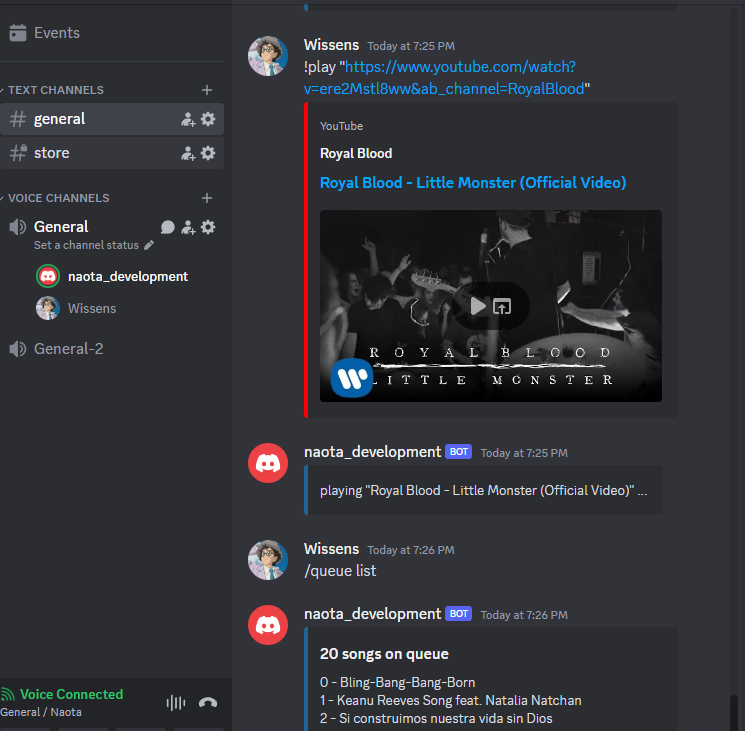 Events
TEXT CHANNELS
general
store
VOICE CHANNELS
General
Set a channel status
naota_development
Wissens
General-2
Voice Connected
General / Naota
Wissens Today at 7:25 PM
!play "https://www.youtube.com/watch?
v=ere2Mstl8ww&ab_channel=RoyalBlood"
YouTube
Royal Blood
Royal Blood - Little Monster (Official Video)
ROYAL BLOOD
LITTLE MONSTER
naota_development BOT Today at 7:25 PM
playing "Royal Blood - Little Monster (Official Video)" ...
Wissens Today at 7:26 PM
/queue list
naota_development BOT Today at 7:26 PM
20 songs on queue
0 - Bling-Bang-Bang-Born
1 - Keanu Reeves Song feat. Natalia Natchan
2 - Si construimos nuestra vida sin Dios